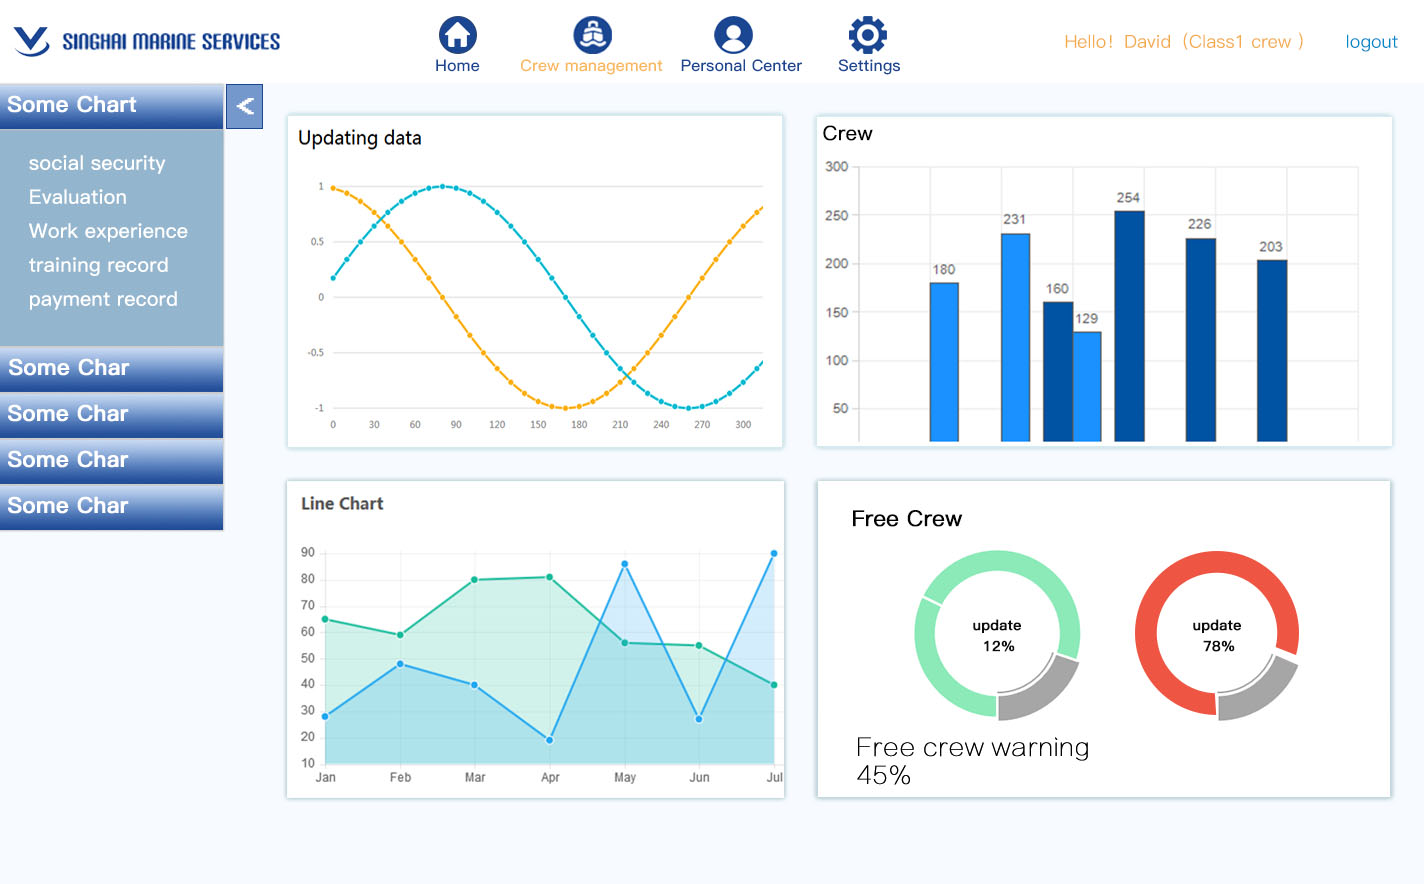 SINGHAI MARINE SERVICES
Home
Crew management
Personal Center
Settings
Hello! David (Class1 crew )
logout
Some Chart
<
social security
Evaluation
Work experience
training record
payment record
Some Char
Some Char
Some Char
Some Char
Updating data
1
0.5
0
-0.5
-1
0 30 60 90 120 150 180 210 240 270 300
Crew
300
250
200
150
100
50
180
231
160
129
254
226
203
Line Chart
90
80
70
60
50
40
30
20
10
Jan Feb Mar Apr May Jun Jul
Free Crew
update
12%
update
78%
Free crew warning
45%